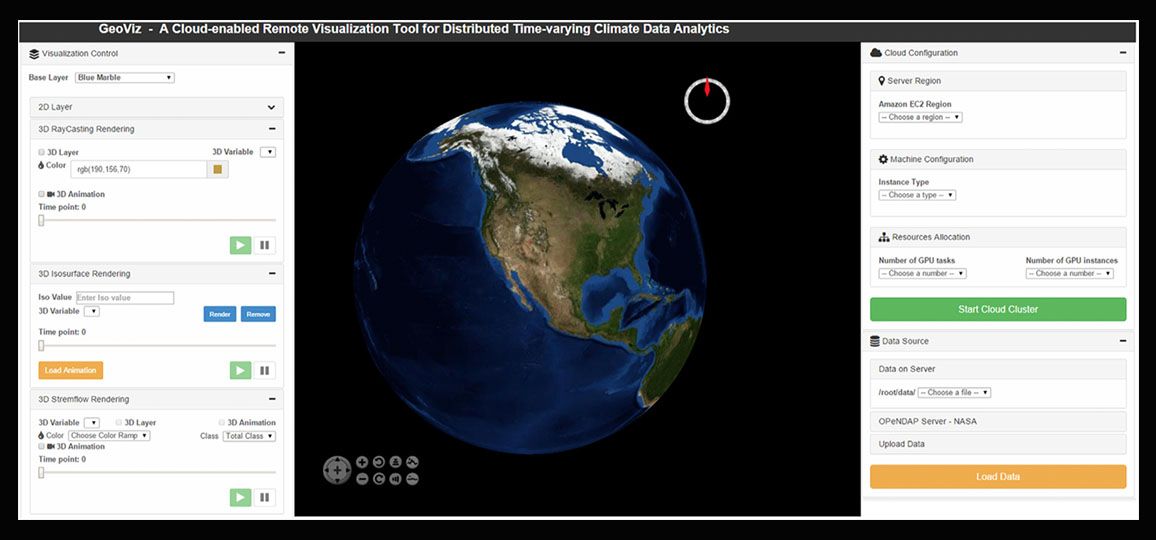 GeoViz - A Cloud-enabled Remote Visualization Tool for Distributed Time-varying Climate Data Analytics
Visualization Control
Base Layer Blue Marble
2D Layer
3D RayCasting Rendering
3D Layer 3D Variable
Color rgb(190,156,70)
3D Animation
Time point: 0
3D Isosurface Rendering
Iso Value Enter Iso value
3D Variable Render Remove
Time point: 0
Load Animation
3D Stremflow Rendering
3D Variable 3D Layer 3D Animation
Color Choose Color Ramp Class Total Class
3D Animation
Time point: 0
Cloud Configuration
Server Region
Amazon EC2 Region
-- Choose a region --
Machine Configuration
Instance Type
-- Choose a type --
Resources Allocation
Number of GPU tasks Number of GPU instances
-- Choose a number -- -- Choose a number --
Start Cloud Cluster
Data Source
Data on Server
/root/data/ -- Choose a file --
OPeNDAP Server - NASA
Upload Data
Load Data